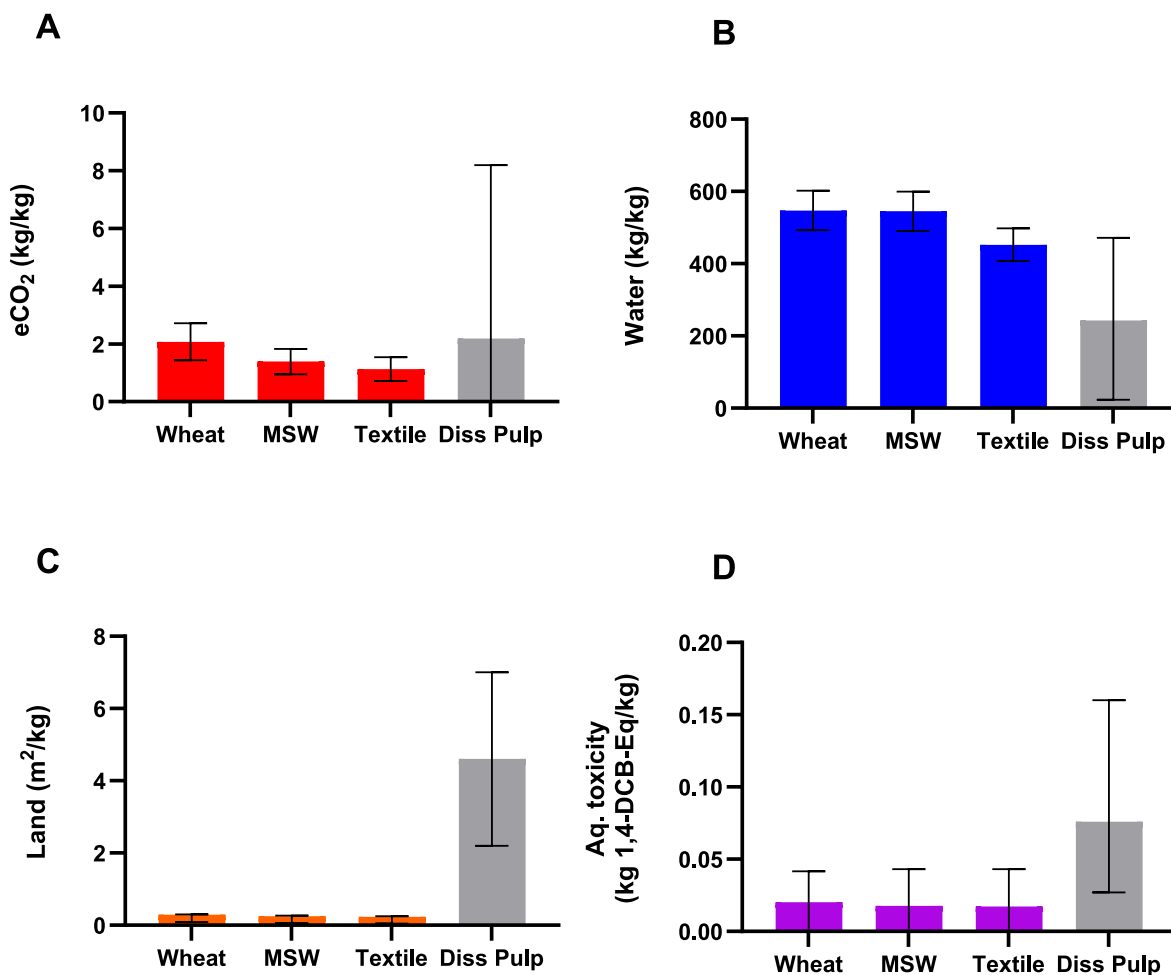 A
eCO₂ (kg/kg)
10
8
6
4
2
0
Wheat MSW Textile Diss Pulp
B
Water (kg/kg)
800
600
400
200
0
Wheat MSW Textile Diss Pulp
C
Land (m²/kg)
8
6
4
2
0
Wheat MSW Textile Diss Pulp
D
Aq. toxicity
(kg 1,4-DCB-Eq/kg)
0.20
0.15
0.10
0.05
0.00
Wheat MSW Textile Diss Pulp